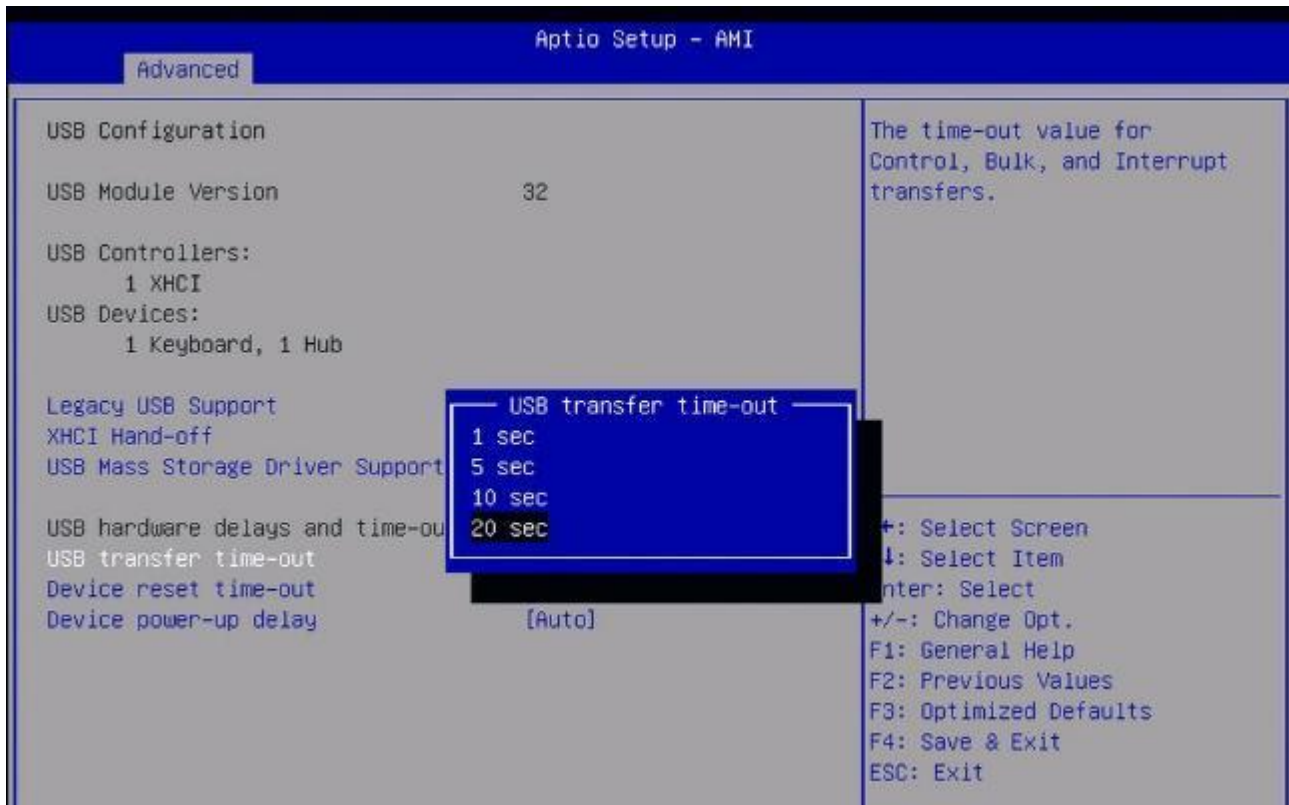 Aptio Setup - AMI
Advanced
USB Configuration
USB Module Version 32
USB Controllers:
1 XHCI
USB Devices:
1 Keyboard, 1 Hub
Legacy USB Support
XHCI Hand-off
USB Mass Storage Driver Support
USB hardware delays and time-ou
USB transfer time-out
Device reset time-out
Device power-up delay [Auto]
USB transfer time-out
1 sec
5 sec
10 sec
20 sec
The time-out value for
Control, Bulk, and Interrupt
transfers.
: Select Screen
↓: Select Item
nter: Select
+/-: Change Opt.
F1: General Help
F2: Previous Values
F3: Optimized Defaults
F4: Save & Exit
ESC: Exit